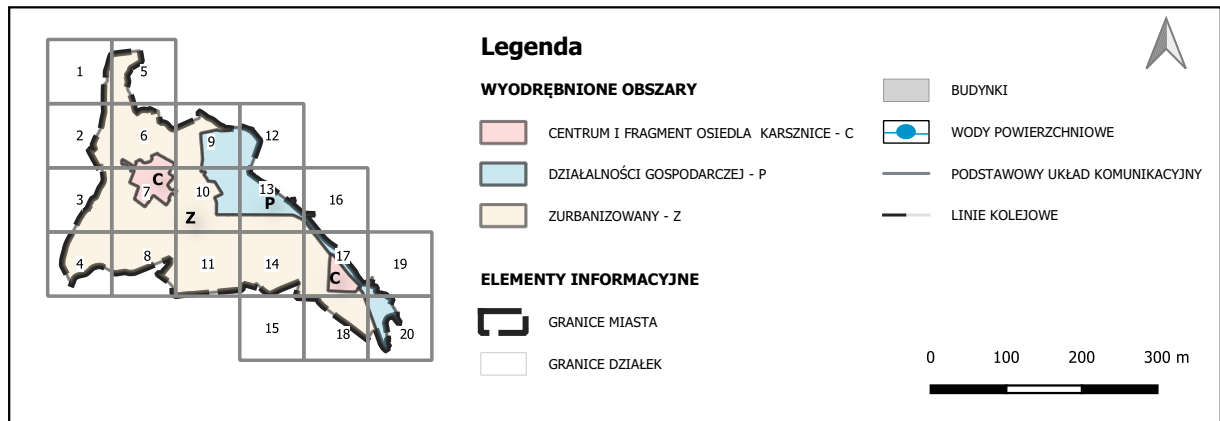 1
5
2
6
9
12
3
C
7
10
13
P
16
Z
4
8
11
14
17
C
19
15
18
20
Legenda
WYODRĘBNIONE OBSZARY
CENTRUM I FRAGMENT OSIEDLA KARSZNICE - C
DZIAŁALNOŚCI GOSPODARCZEJ - P
ZURBANIZOWANY - Z
ELEMENTY INFORMACYJNE
GRANICE MIASTA
GRANICE DZIAŁEK
BUDYNKI
WODY POWIERZCHNIOWE
PODSTAWOWY UKŁAD KOMUNIKACYJNY
LINIE KOLEJOWE
0 100 200 300 m